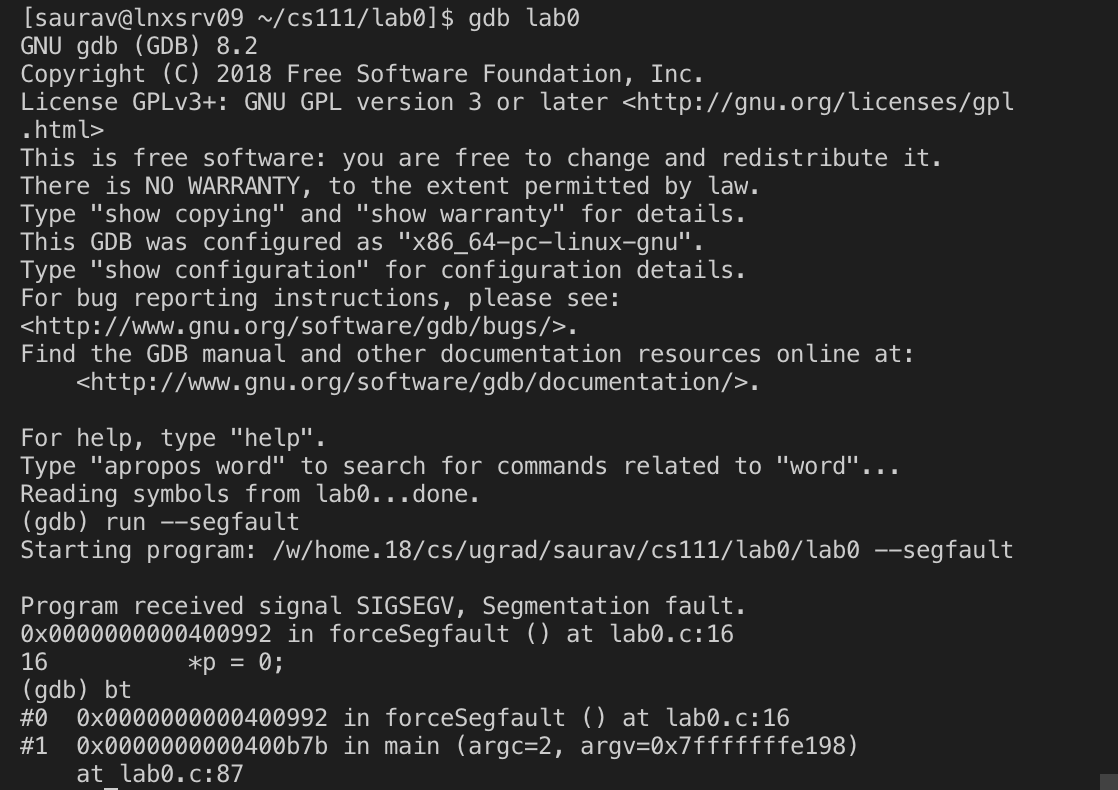 [saurav@lnxsrv09 ~/cs111/lab0]$ gdb lab0
GNU gdb (GDB) 8.2
Copyright (C) 2018 Free Software Foundation, Inc.
License GPLv3+: GNU GPL version 3 or later <http://gnu.org/licenses/gpl
.html>
This is free software: you are free to change and redistribute it.
There is NO WARRANTY, to the extent permitted by law.
Type "show copying" and "show warranty" for details.
This GDB was configured as "x86_64-pc-linux-gnu".
Type "show configuration" for configuration details.
For bug reporting instructions, please see:
<http://www.gnu.org/software/gdb/bugs/>.
Find the GDB manual and other documentation resources online at:
    <http://www.gnu.org/software/gdb/documentation/>.

For help, type "help".
Type "apropos word" to search for commands related to "word"...
Reading symbols from lab0...done.
(gdb) run --segfault
Starting program: /w/home.18/cs/ugrad/saurav/cs111/lab0/lab0 --segfault

Program received signal SIGSEGV, Segmentation fault.
0x0000000000400992 in forceSegfault () at lab0.c:16
16          *p = 0;
(gdb) bt
#0  0x0000000000400992 in forceSegfault () at lab0.c:16
#1  0x0000000000400b7b in main (argc=2, argv=0x7fffffffe198)
    at lab0.c:87